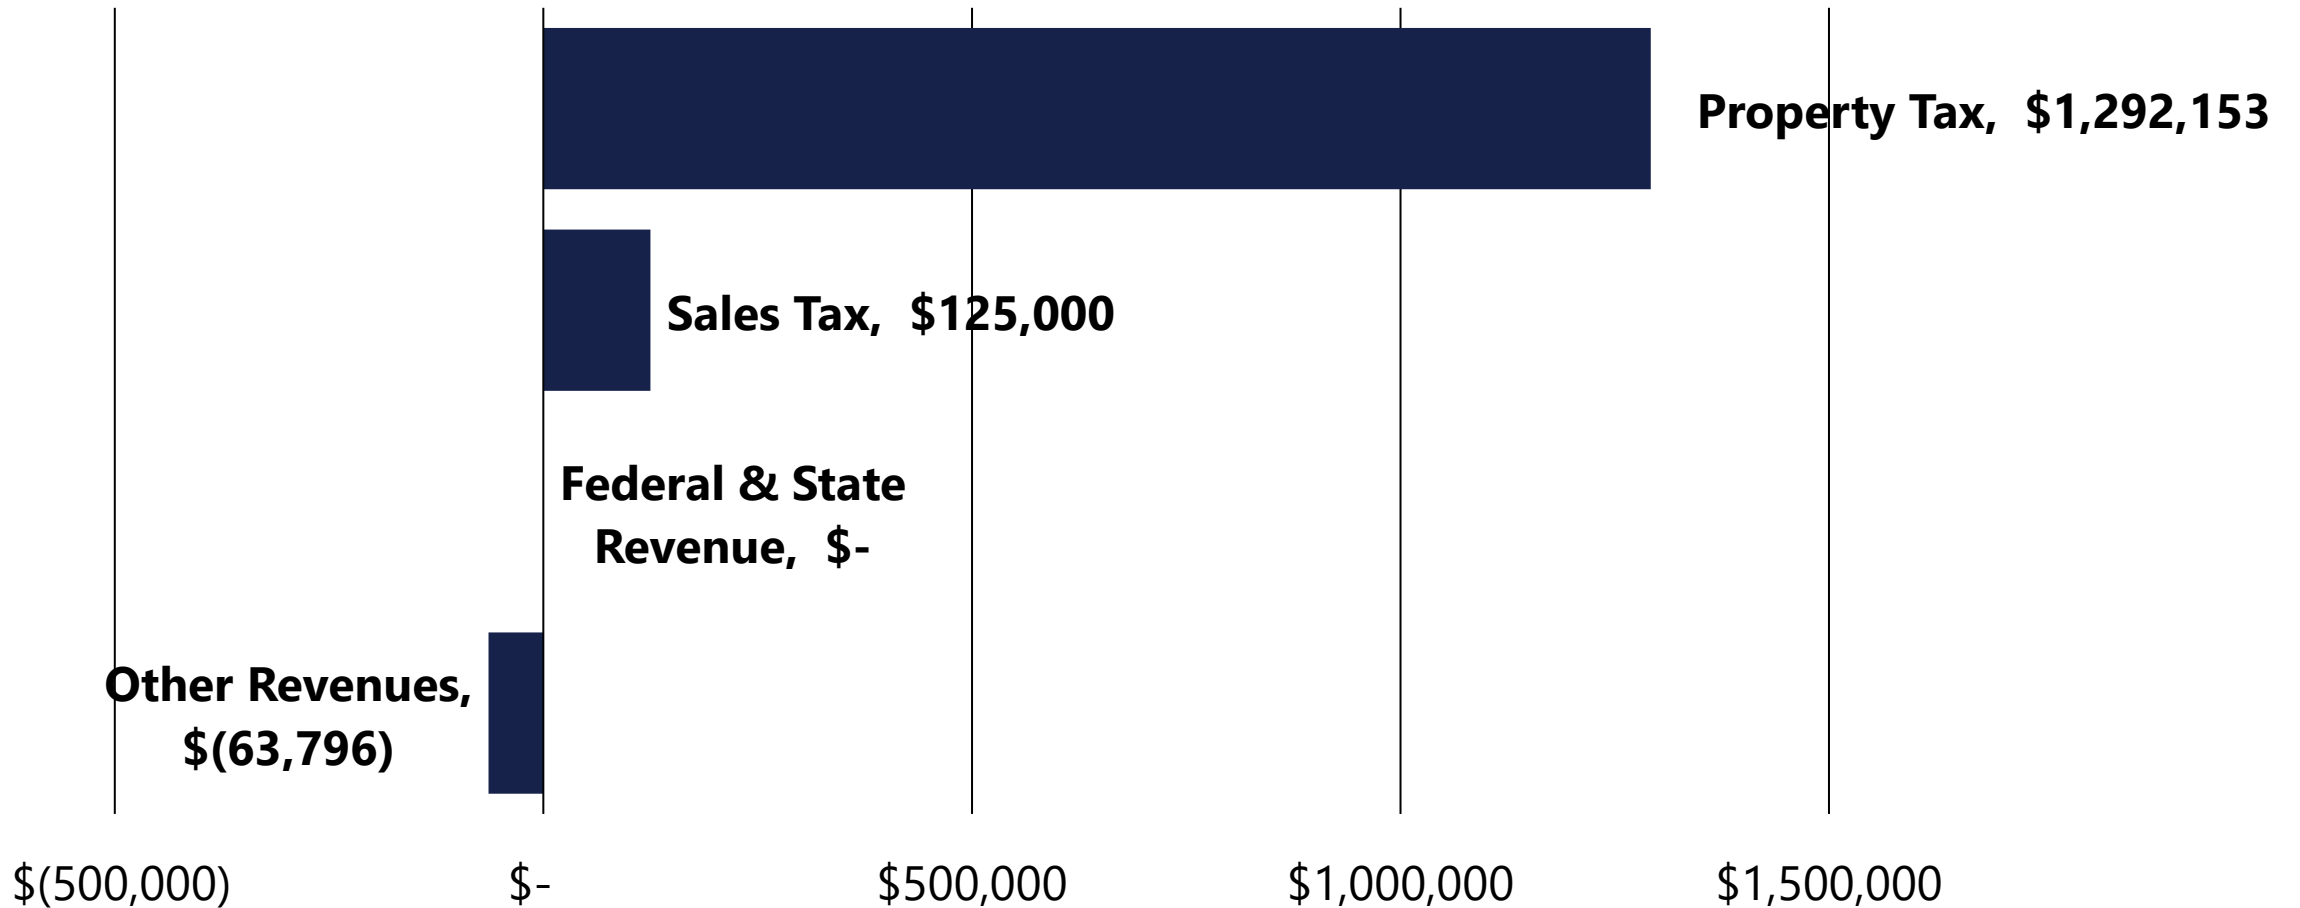 Property Tax,  $1,292,153
Sales Tax,  $125,000
Federal & State
Revenue,  $-
Other Revenues,
$(63,796)
$(500,000)
$-
$500,000
$1,000,000
$1,500,000